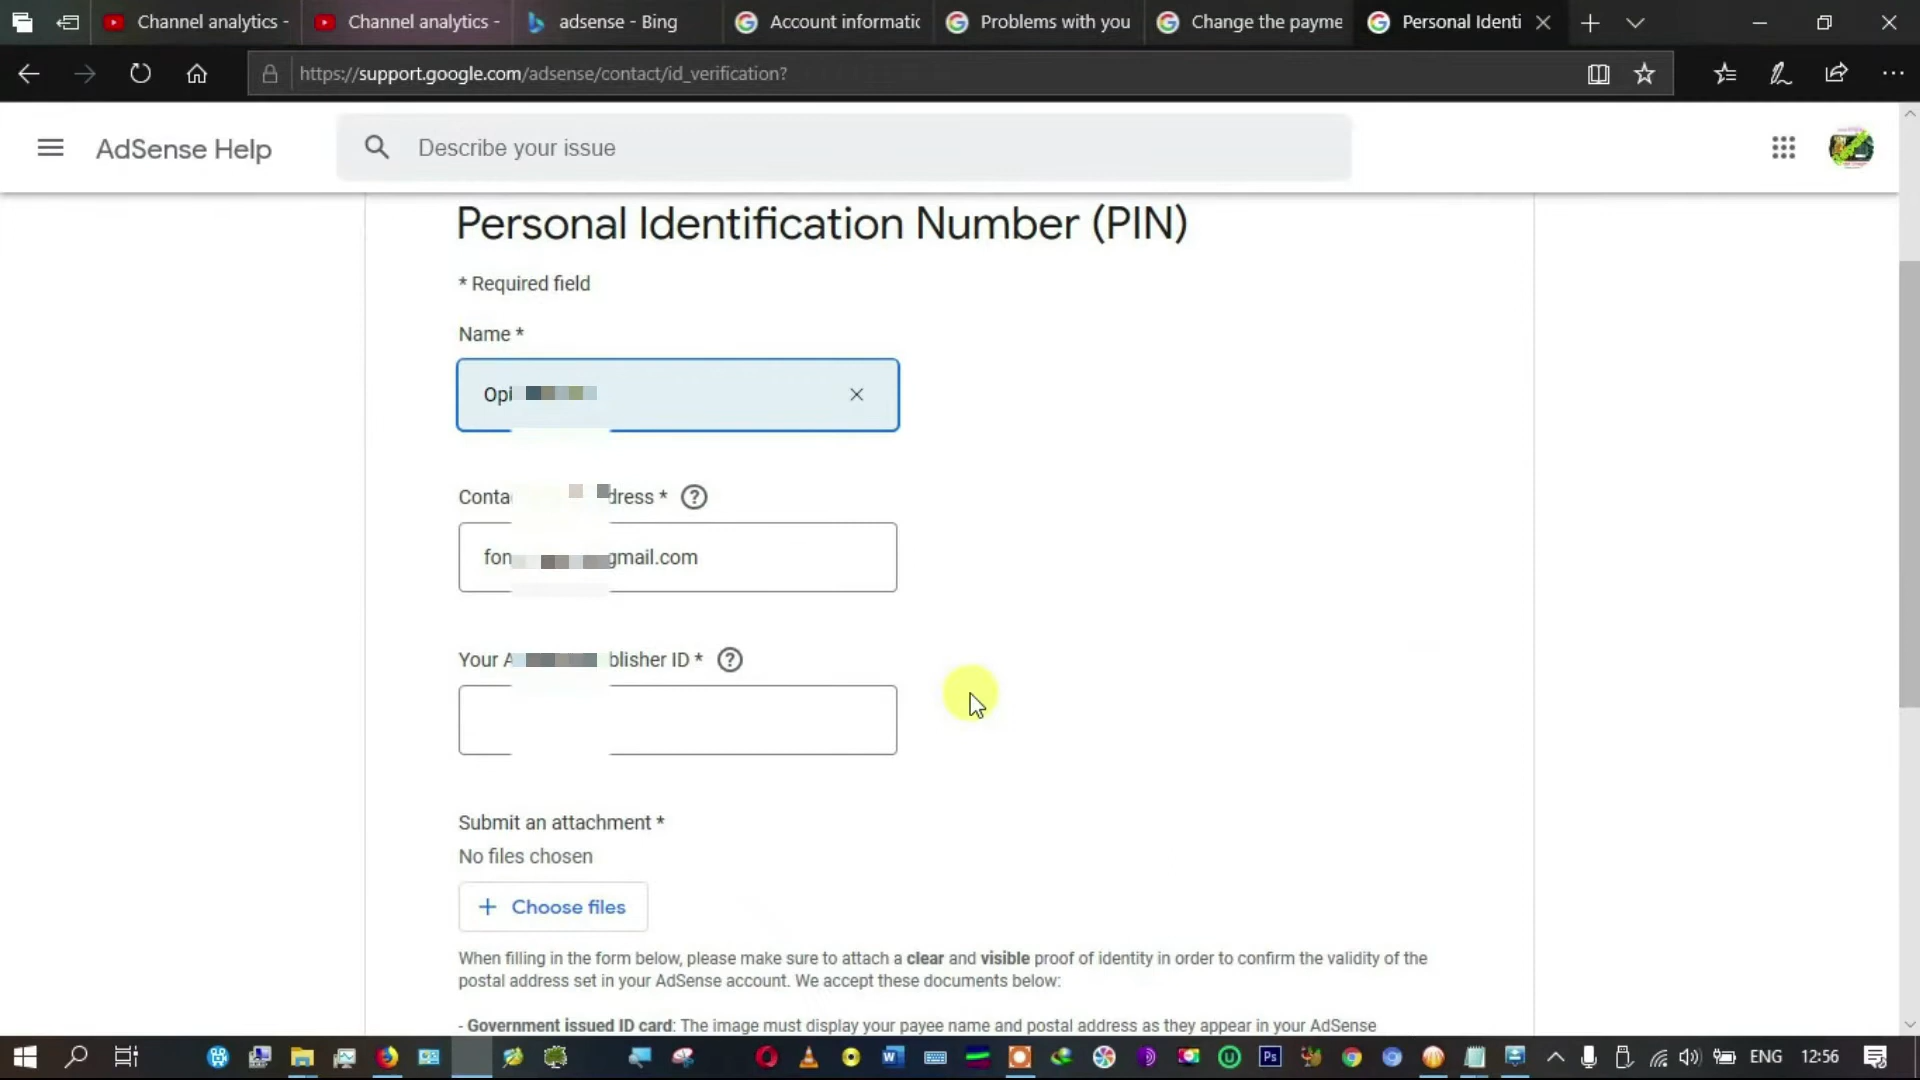 Channel analytics -
Channel analytics -
adsense - Bing
Account informatic
Problems with you
Change the payme
Personal Identi
https://support.google.com/adsense/contact/id_verification?
AdSense Help
Describe your issue
Personal Identification Number (PIN)
* Required field
Name *
Opi
Conta dress *
fon gmail.com
Your A blisher ID *
Submit an attachment *
No files chosen
+ Choose files
When filling in the form below, please make sure to attach a clear and visible proof of identity in order to confirm the validity of the
postal address set in your AdSense account. We accept these documents below:
- Government issued ID card: The image must display your payee name and postal address as they appear in your AdSense
ENG 12:56